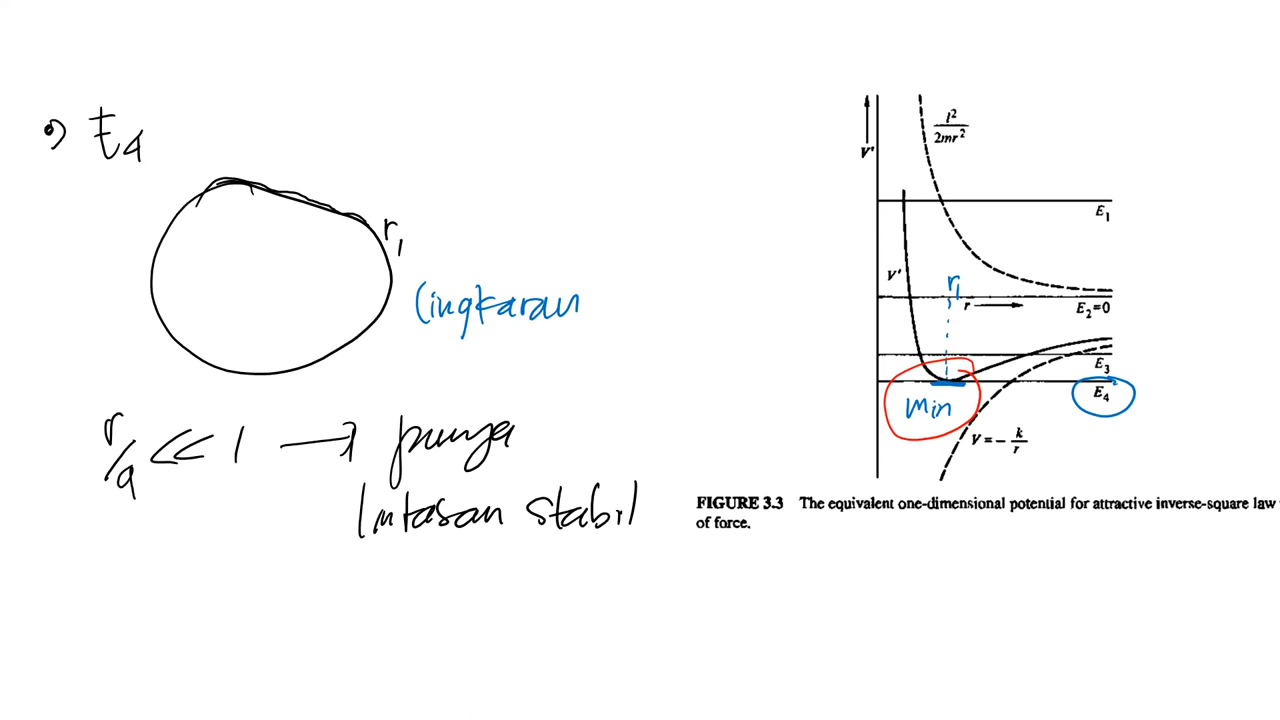 •) E4
r1
lingkaran
r/a << 1 → punya
lintasan stabil
V'
l²/2mr²
E1
V'
r1
r
E2=0
E3
E4
min
V = - k/r
FIGURE 3.3 The equivalent one-dimensional potential for attractive inverse-square law
of force.